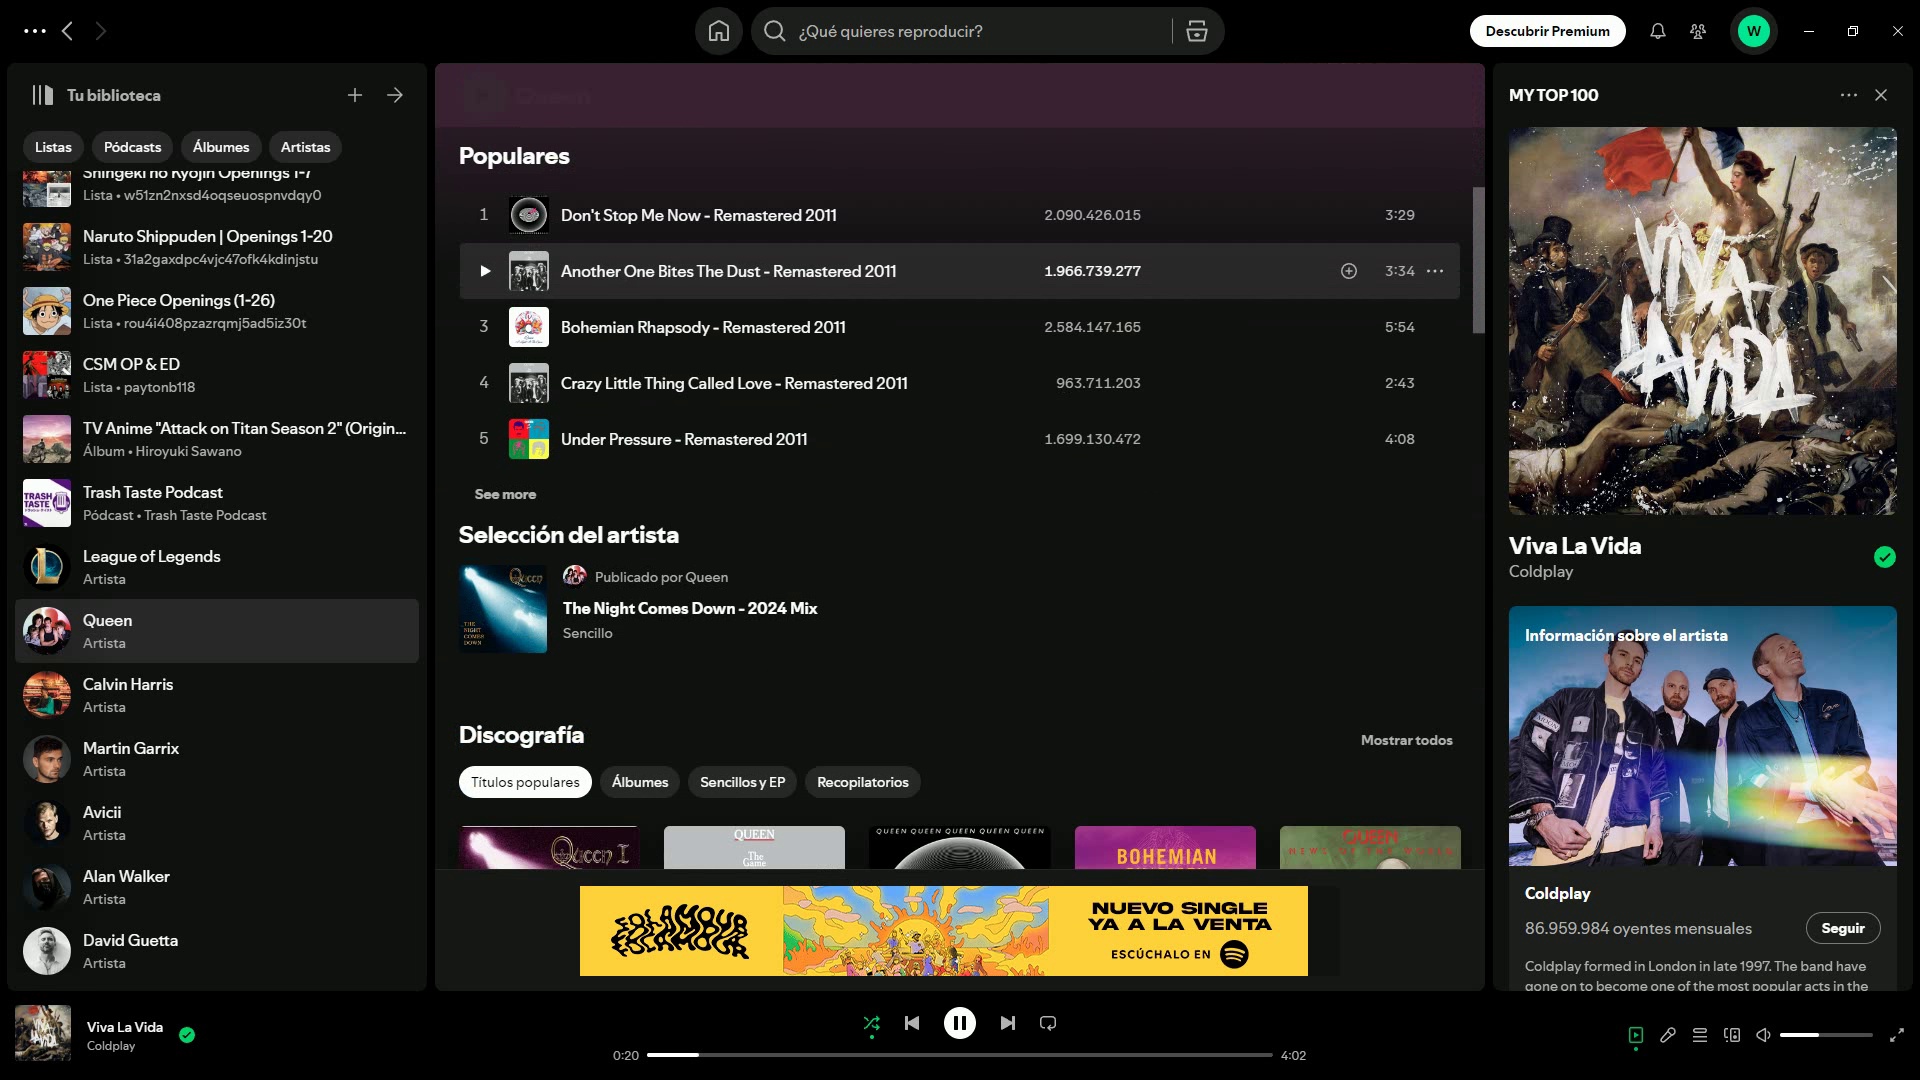 ¿Qué quieres reproducir?
Descubrir Premium
W
Tu biblioteca
Listas
Pódcasts
Álbumes
Artistas
Shingeki no Kyojin Openings 1-7
Lista • w51zn2nxsd4oqseuospnvdqy0
Naruto Shippuden | Openings 1-20
Lista • 31a2gaxdpc4vjc47ofk4kdinjstu
One Piece Openings (1-26)
Lista • rou4i408pzazrqmj5ad5iz30t
CSM OP & ED
Lista • paytonb118
TV Anime "Attack on Titan Season 2" (Origin...
Álbum • Hiroyuki Sawano
TRASH TASTE
Trash Taste Podcast
Pódcast • Trash Taste Podcast
League of Legends
Artista
Queen
Artista
Calvin Harris
Artista
Martin Garrix
Artista
Avicii
Artista
Alan Walker
Artista
David Guetta
Artista
Populares
1 Don't Stop Me Now - Remastered 2011 2.090.426.015 3:29
Another One Bites The Dust - Remastered 2011 1.966.739.277 3:34
3 Bohemian Rhapsody - Remastered 2011 2.584.147.165 5:54
4 Crazy Little Thing Called Love - Remastered 2011 963.711.203 2:43
5 Under Pressure - Remastered 2011 1.699.130.472 4:08
See more
Selección del artista
QUEEN
THE NIGHT COMES DOWN
Publicado por Queen
The Night Comes Down - 2024 Mix
Sencillo
Discografía
Mostrar todos
Títulos populares
Álbumes
Sencillos y EP
Recopilatorios
Queen I
QUEEN
The Game
QUEEN QUEEN QUEEN QUEEN QUEEN
BOHEMIAN
QUEEN
NEWS OF THE WORLD
FOLAMOUR
NUEVO SINGLE
YA A LA VENTA
ESCÚCHALO EN
MY TOP 100
VIVA
LA VIDA
Viva La Vida
Coldplay
Información sobre el artista
Coldplay
86.959.984 oyentes mensuales
Seguir
Coldplay formed in London in late 1997. The band have
gone on to become one of the most popular acts in the
Viva La Vida
Coldplay
0:20
4:02